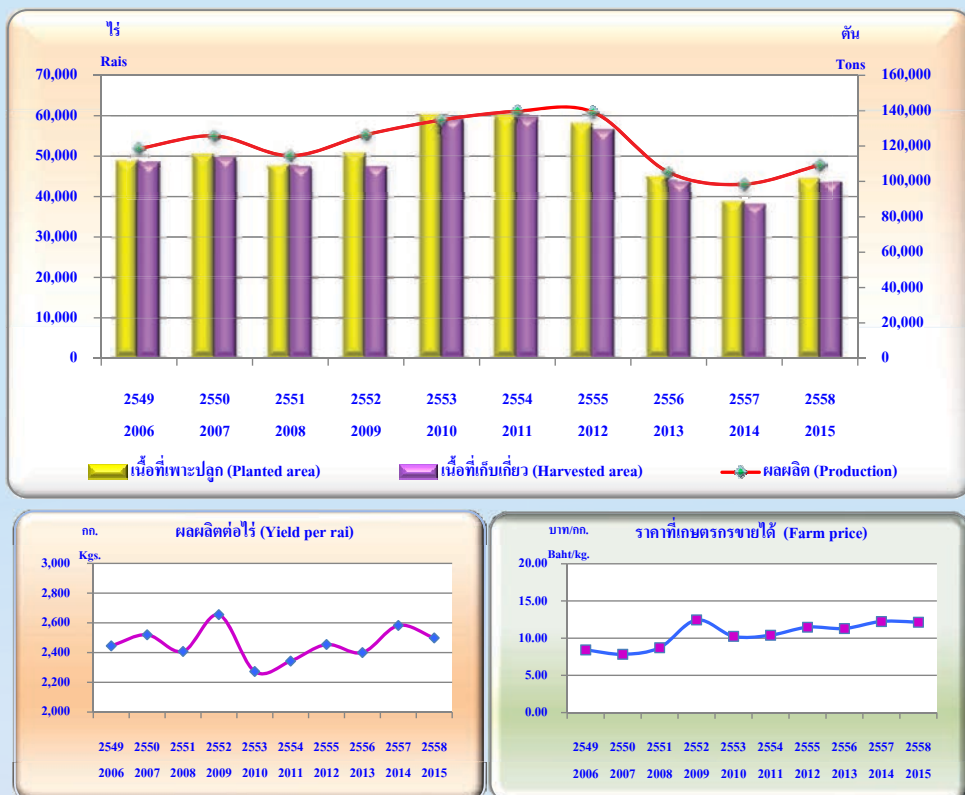 ไร่ ตัน
Rais Tons
70,000 160,000
60,000 140,000
50,000 120,000
40,000 100,000
30,000 80,000
20,000 60,000
10,000 40,000
0 20,000
0
2549 2550 2551 2552 2553 2554 2555 2556 2557 2558
2006 2007 2008 2009 2010 2011 2012 2013 2014 2015
เนื้อที่เพาะปลูก (Planted area) เนื้อที่เก็บเกี่ยว (Harvested area) ผลผลิต (Production)
กก. ผลผลิตต่อไร่ (Yield per rai)
Kgs.
3,000
2,800
2,600
2,400
2,200
2,000
2549 2550 2551 2552 2553 2554 2555 2556 2557 2558
2006 2007 2008 2009 2010 2011 2012 2013 2014 2015
บาท/กก. ราคาที่เกษตรกรขายได้ (Farm price)
Baht/kg.
20.00
15.00
10.00
5.00
0.00
2549 2550 2551 2552 2553 2554 2555 2556 2557 2558
2006 2007 2008 2009 2010 2011 2012 2013 2014 2015